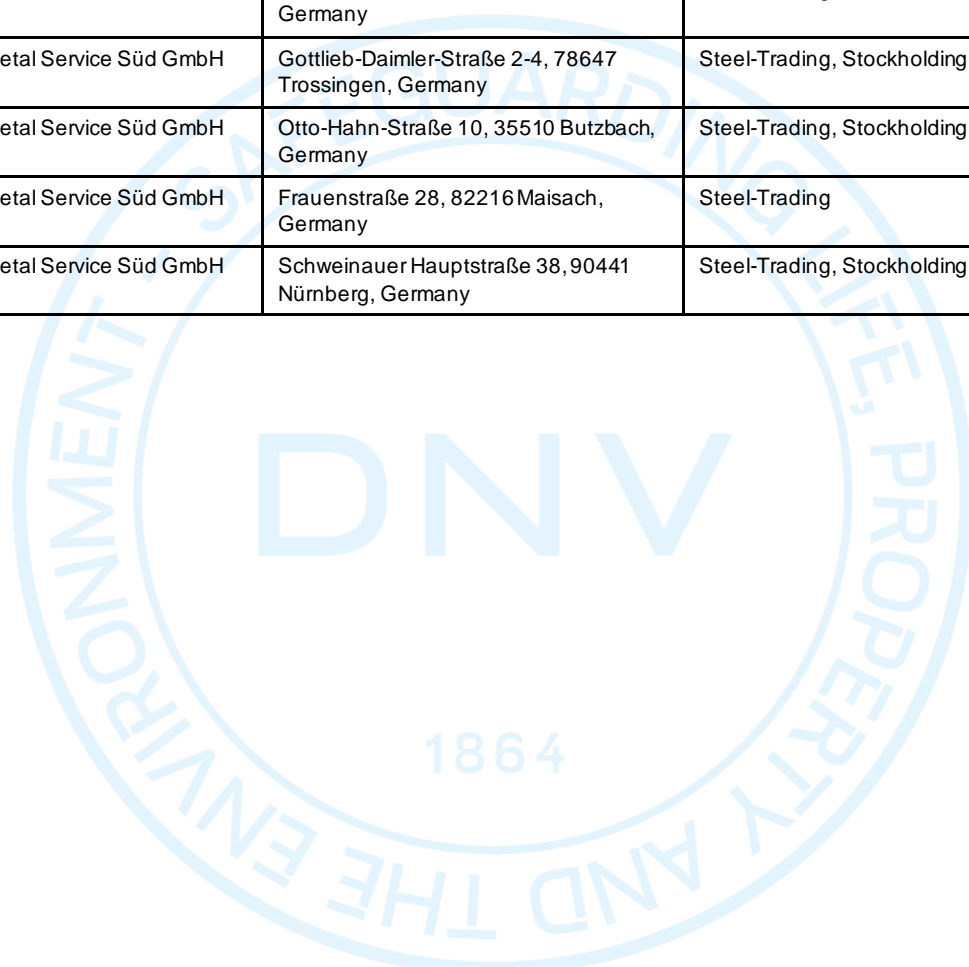 Germany
etal Service Süd GmbH
Gottlieb-Daimler-Straße 2-4, 78647
Trossingen, Germany
Steel-Trading, Stockholding
etal Service Süd GmbH
Otto-Hahn-Straße 10, 35510 Butzbach,
Germany
Steel-Trading, Stockholding
etal Service Süd GmbH
Frauenstraße 28, 82216 Maisach,
Germany
Steel-Trading
etal Service Süd GmbH
Schweinauer Hauptstraße 38, 90441
Nürnberg, Germany
Steel-Trading, Stockholding
SAFEGUARDING LIFE, PROPERTY AND THE ENVIRONMENT -
DNV
1864